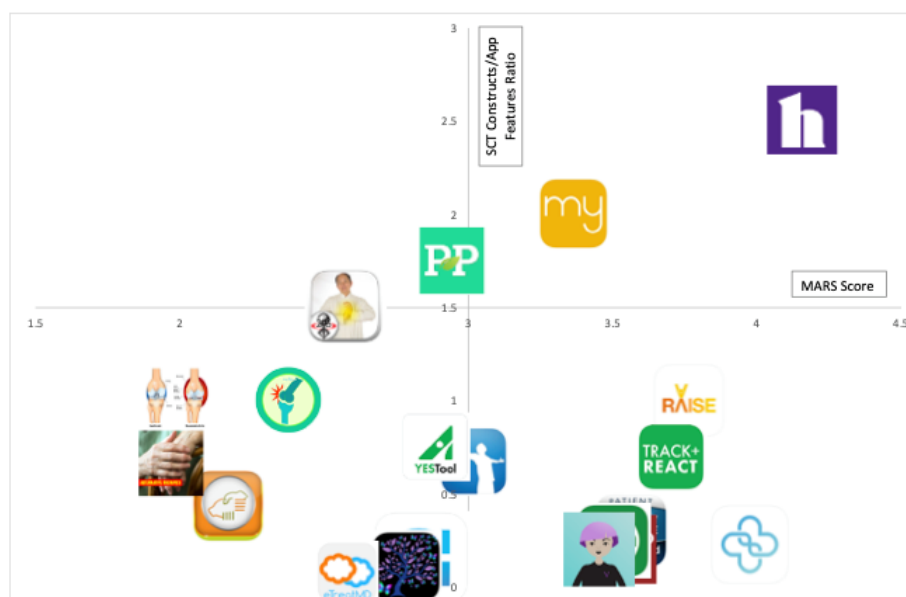 3
SCT Constructs/App
Features Ratio
2.5
h
my
2
PP
MARS Score
1.5
1.5
2
3
3.5
4
4.5
1
RAISE
YESTool
TRACK+
REACT
0.5
PATIENT
0